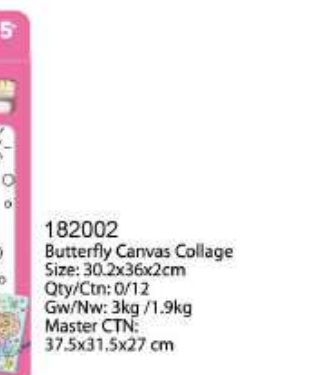 5+
182002
Butterfly Canvas Collage
Size: 30.2x36x2cm
Qty/Ctn: 0/12
Gw/Nw: 3kg /1.9kg
Master CTN:
37.5x31.5x27 cm